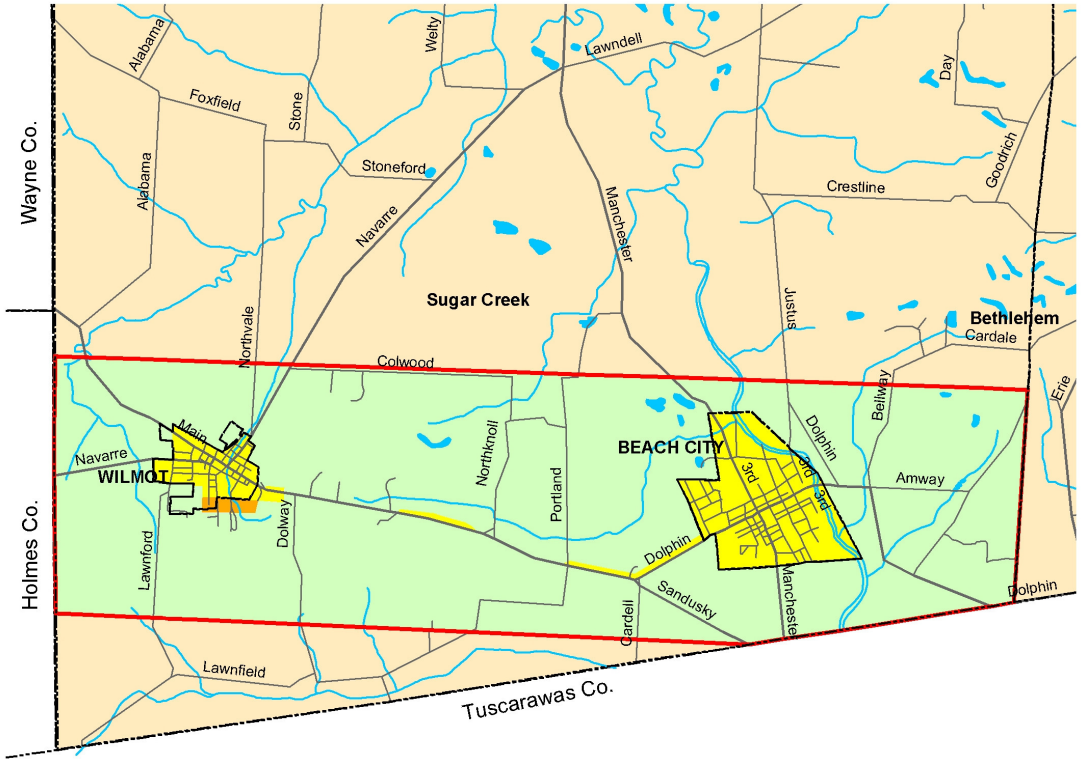 Alabama
Welty
Lawndell
Day
Foxfield
Stone
Goodrich
Wayne Co.
Alabama
Stoneford
Crestline
Navarre
Manchester
Sugar Creek
Justus
Bethlehem
Cardale
Northvale
Colwood
Bellway
Erie
Main
Dolphin
BEACH CITY
Navarre
WILMOT
Northknoll
3rd
3rd
3rd
Amway
Portland
Holmes Co.
Dolway
Lawnford
Dolphin
Sandusky
Manchester
Dolphin
Gardell
Lawnfield
Tuscarawas Co.